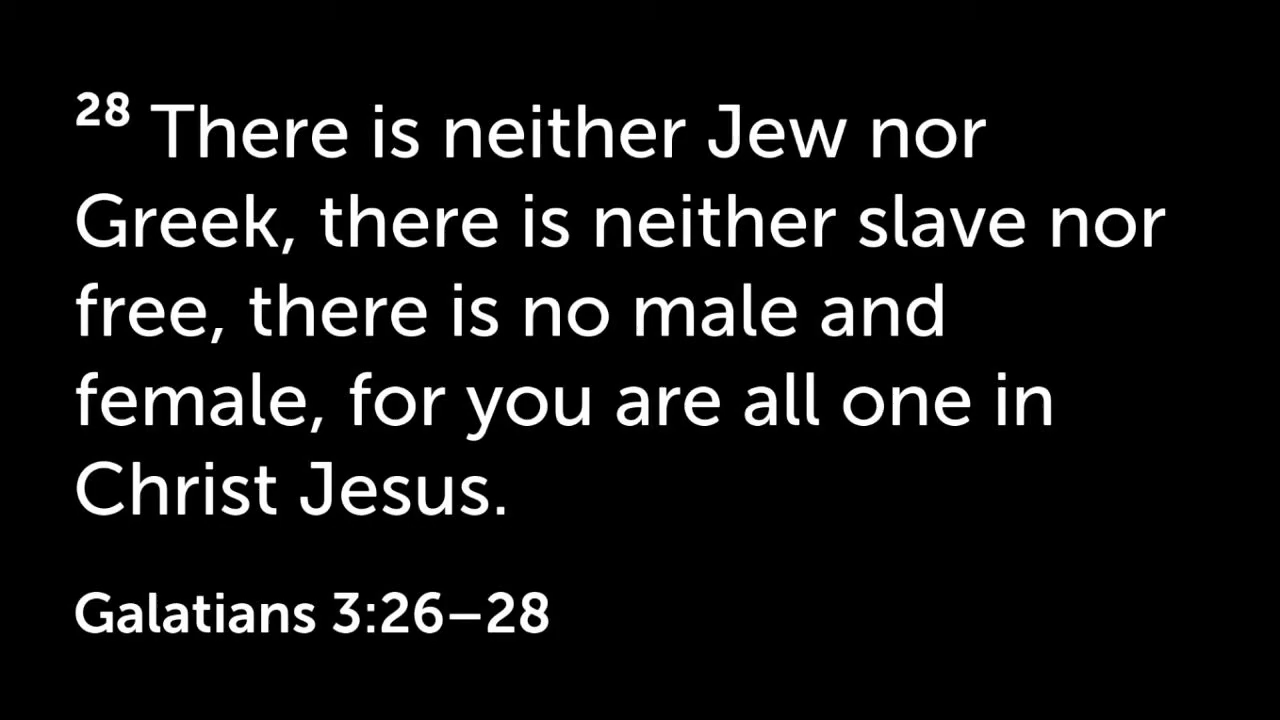 28 There is neither Jew nor
Greek, there is neither slave nor
free, there is no male and
female, for you are all one in
Christ Jesus.
Galatians 3:26–28